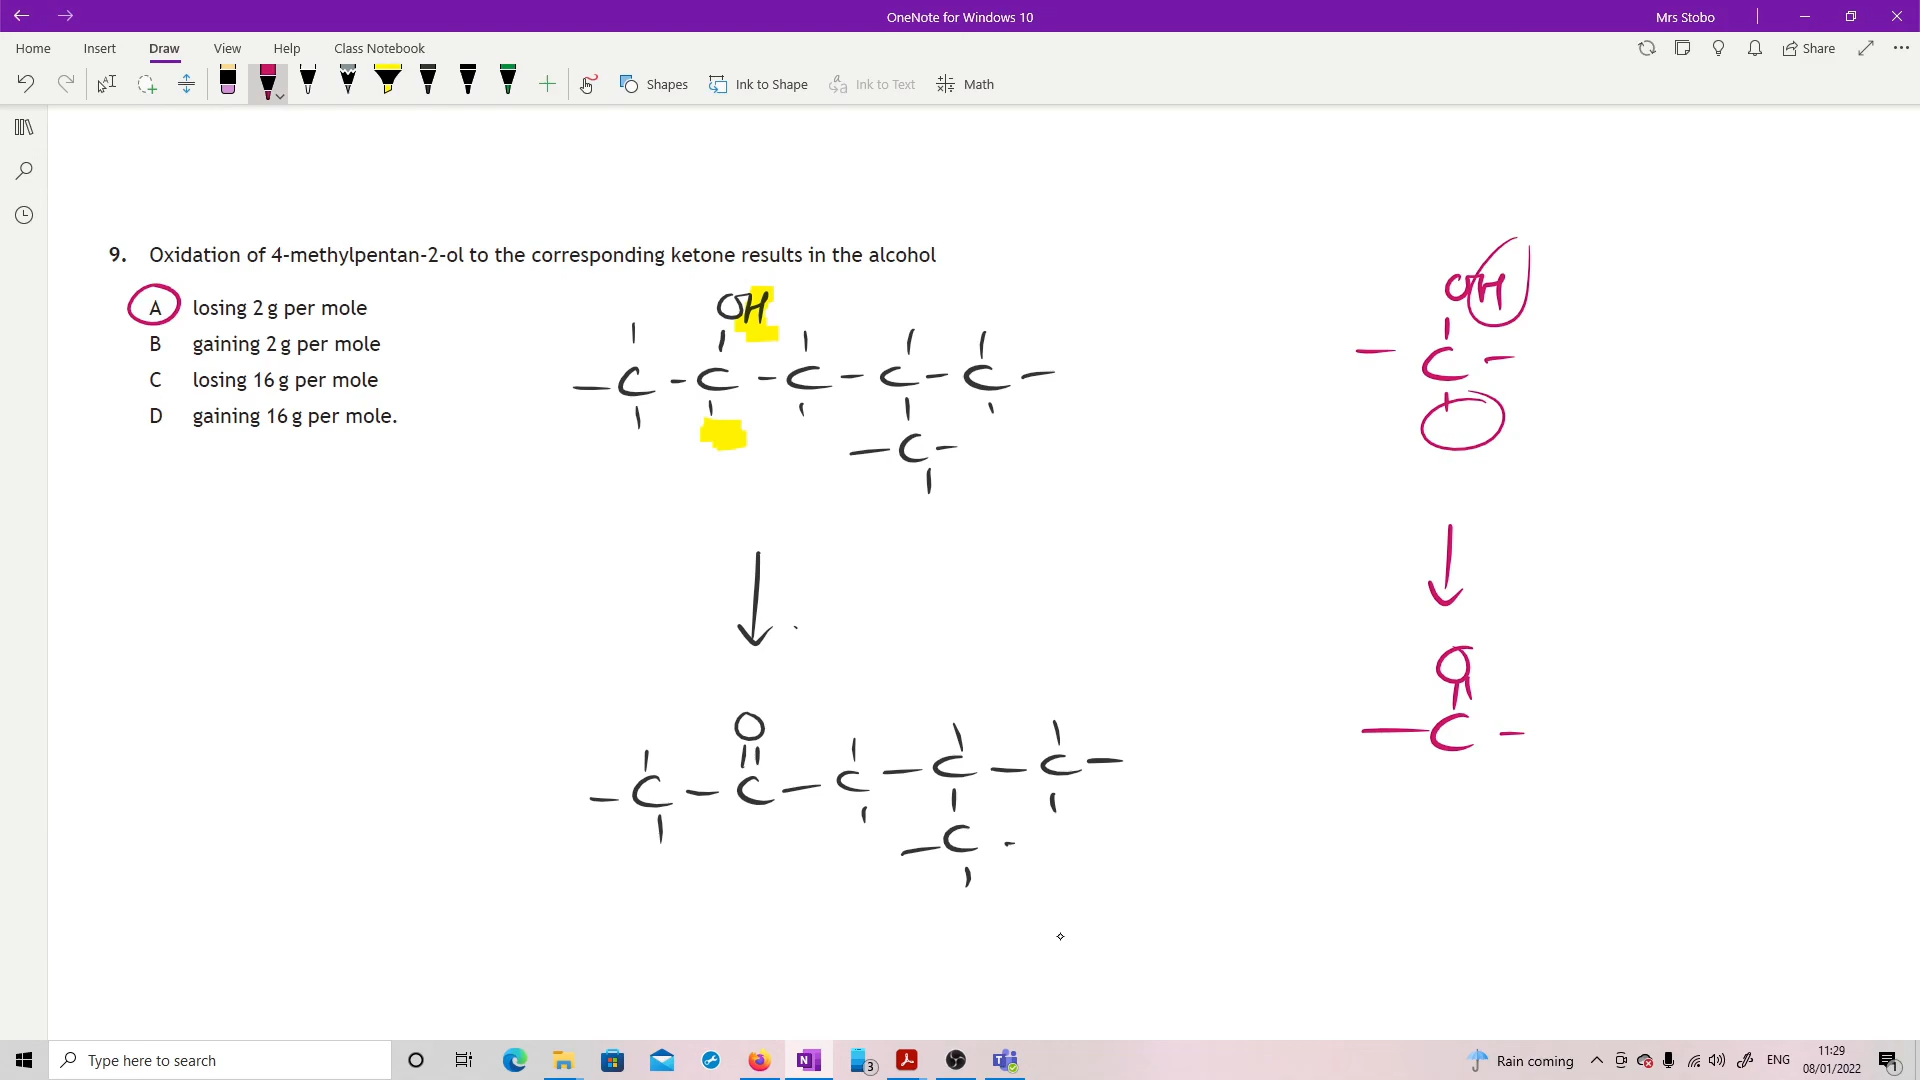 OneNote for Windows 10
Mrs Stobo
Home Insert Draw View Help Class Notebook
Share
Shapes Ink to Shape Ink to Text Math
9. Oxidation of 4-methylpentan-2-ol to the corresponding ketone results in the alcohol
A losing 2 g per mole
B gaining 2 g per mole
C losing 16 g per mole
D gaining 16 g per mole.
OH
C C C C C
C
O
C C C C C
C
OH
C
O
C
Type here to search
3
Rain coming
ENG
11:29
08/01/2022
1